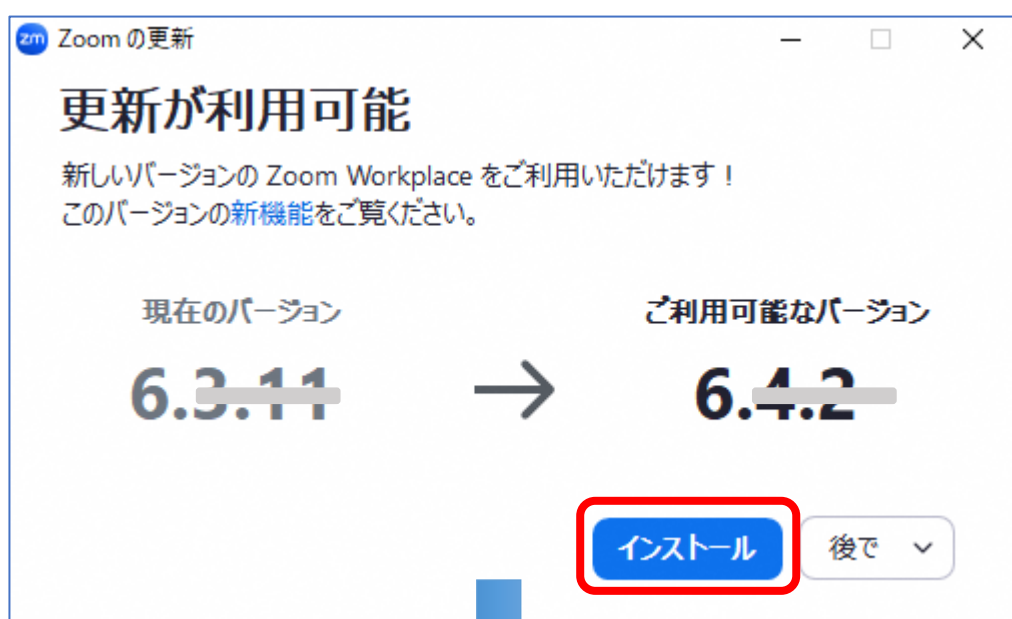 zm Zoom の更新
更新が利用可能
新しいバージョンの Zoom Workplace をご利用いただけます！
このバージョンの新機能をご覧ください。
現在のバージョン
ご利用可能なバージョン
6.3.11 → 6.4.2
インストール
後で